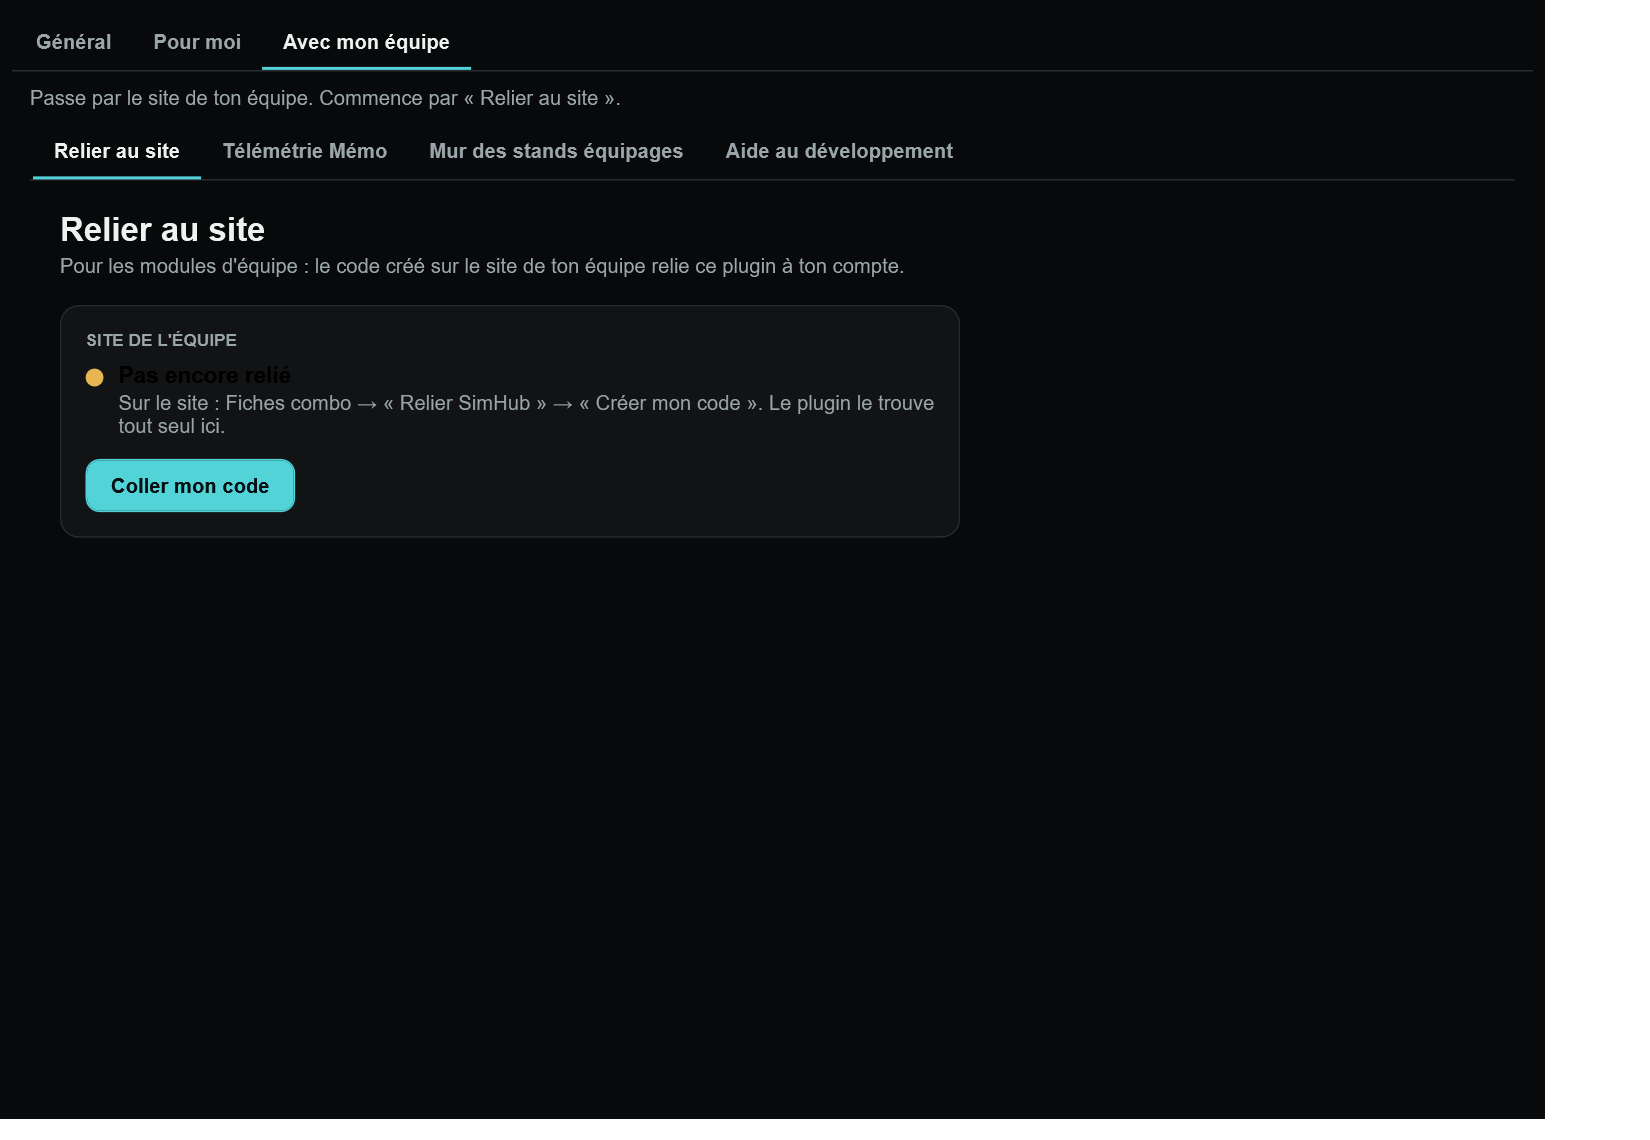 Général Pour moi Avec mon équipe
Passe par le site de ton équipe. Commence par « Relier au site ».
Relier au site Télémétrie Mémo Mur des stands équipages Aide au développement
Relier au site
Pour les modules d'équipe : le code créé sur le site de ton équipe relie ce plugin à ton compte.
SITE DE L'ÉQUIPE
Pas encore relié
Sur le site : Fiches combo → « Relier SimHub » → « Créer mon code ». Le plugin le trouve
tout seul ici.
Coller mon code